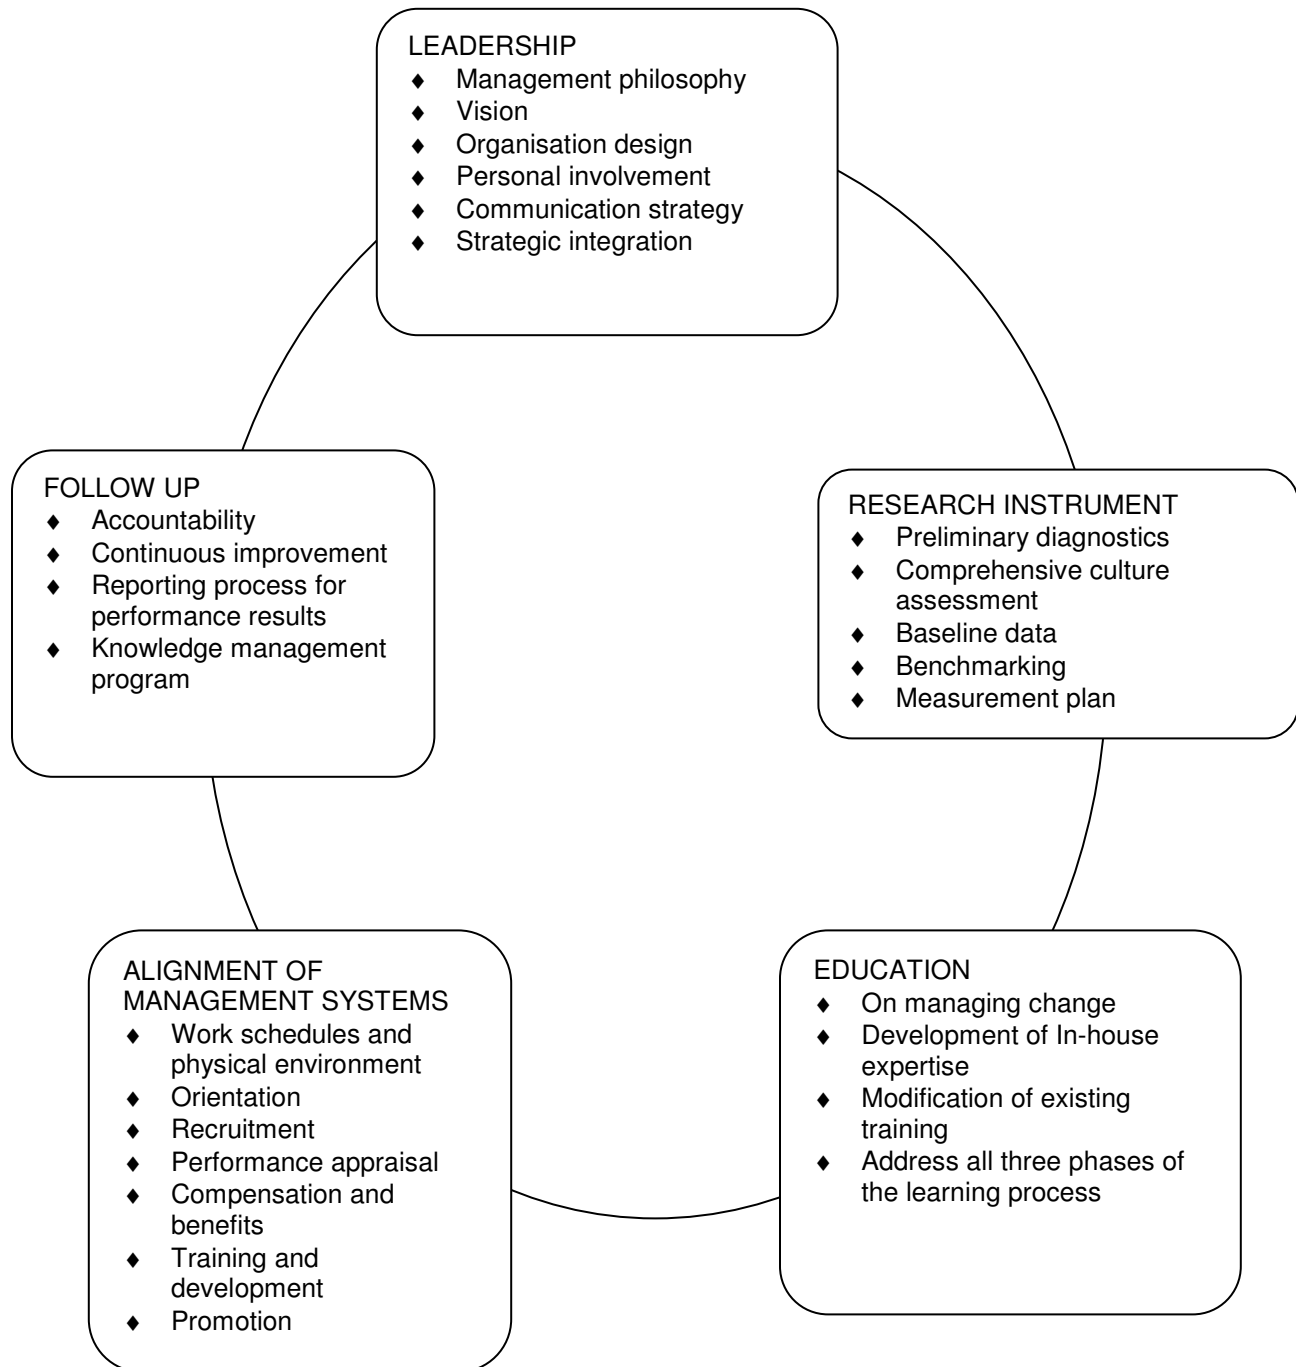 LEADERSHIP
♦ Management philosophy
♦ Vision
♦ Organisation design
♦ Personal involvement
♦ Communication strategy
♦ Strategic integration
FOLLOW UP
♦ Accountability
♦ Continuous improvement
♦ Reporting process for
performance results
♦ Knowledge management
program
RESEARCH INSTRUMENT
♦ Preliminary diagnostics
♦ Comprehensive culture
assessment
♦ Baseline data
♦ Benchmarking
♦ Measurement plan
ALIGNMENT OF
MANAGEMENT SYSTEMS
♦ Work schedules and
physical environment
♦ Orientation
♦ Recruitment
♦ Performance appraisal
♦ Compensation and
benefits
♦ Training and
development
♦ Promotion
EDUCATION
♦ On managing change
♦ Development of In-house
expertise
♦ Modification of existing
training
♦ Address all three phases of
the learning process